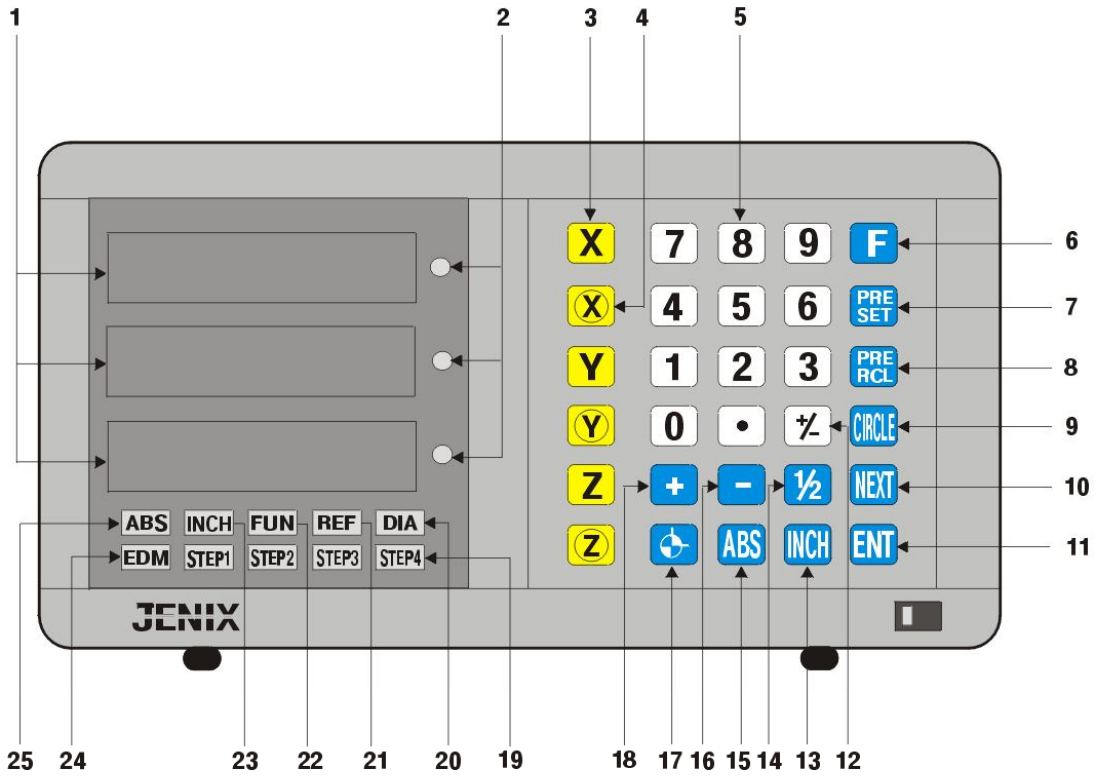 1 2 3 4 5
X 7 8 9 F 6
X 4 5 6 PRE SET 7
Y 1 2 3 PRE RCL 8
Y 0 • +/- CIRCLE 9
Z + - ½ NEXT 10
Z ABS INCH ENT 11
ABS INCH FUN REF DIA
EDM STEP1 STEP2 STEP3 STEP4
JENIX
25 24 23 22 21 20 19 18 17 16 15 14 13 12